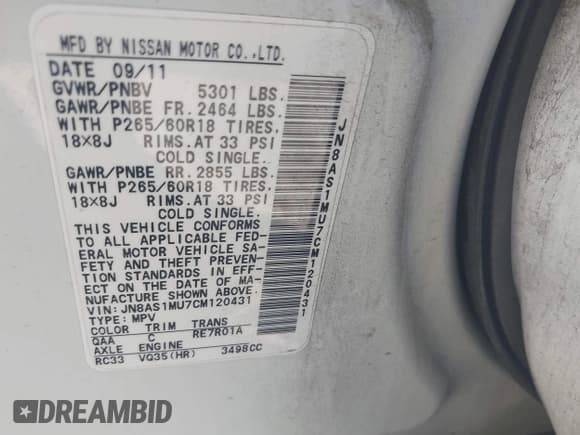 MFD BY NISSAN MOTOR CO.,LTD.
DATE 09/11
GVWR/PNBV 5301 LBS.
GAWR/PNBE FR. 2464 LBS.
WITH P265/60R18 TIRES.
18X8J RIMS. AT 33 PSI
COLD SINGLE.
GAWR/PNBE RR. 2855 LBS.
WITH P265/60R18 TIRES.
18X8J RIMS. AT 33 PSI
COLD SINGLE.
THIS VEHICLE CONFORMS
TO ALL APPLICABLE FED-
ERAL MOTOR VEHICLE SA-
FETY AND THEFT PREVEN-
TION STANDARDS IN EFF-
ECT ON THE DATE OF MA-
NUFACTURE SHOWN ABOVE.
VIN: JN8AS1MU7CM120431
TYPE: MPV
COLOR TRIM TRANS
QAA C RE7R01A
AXLE ENGINE
RC33 VQ35(HR) 3498CC
JN8AS1MU7CM120431
DREAMBID